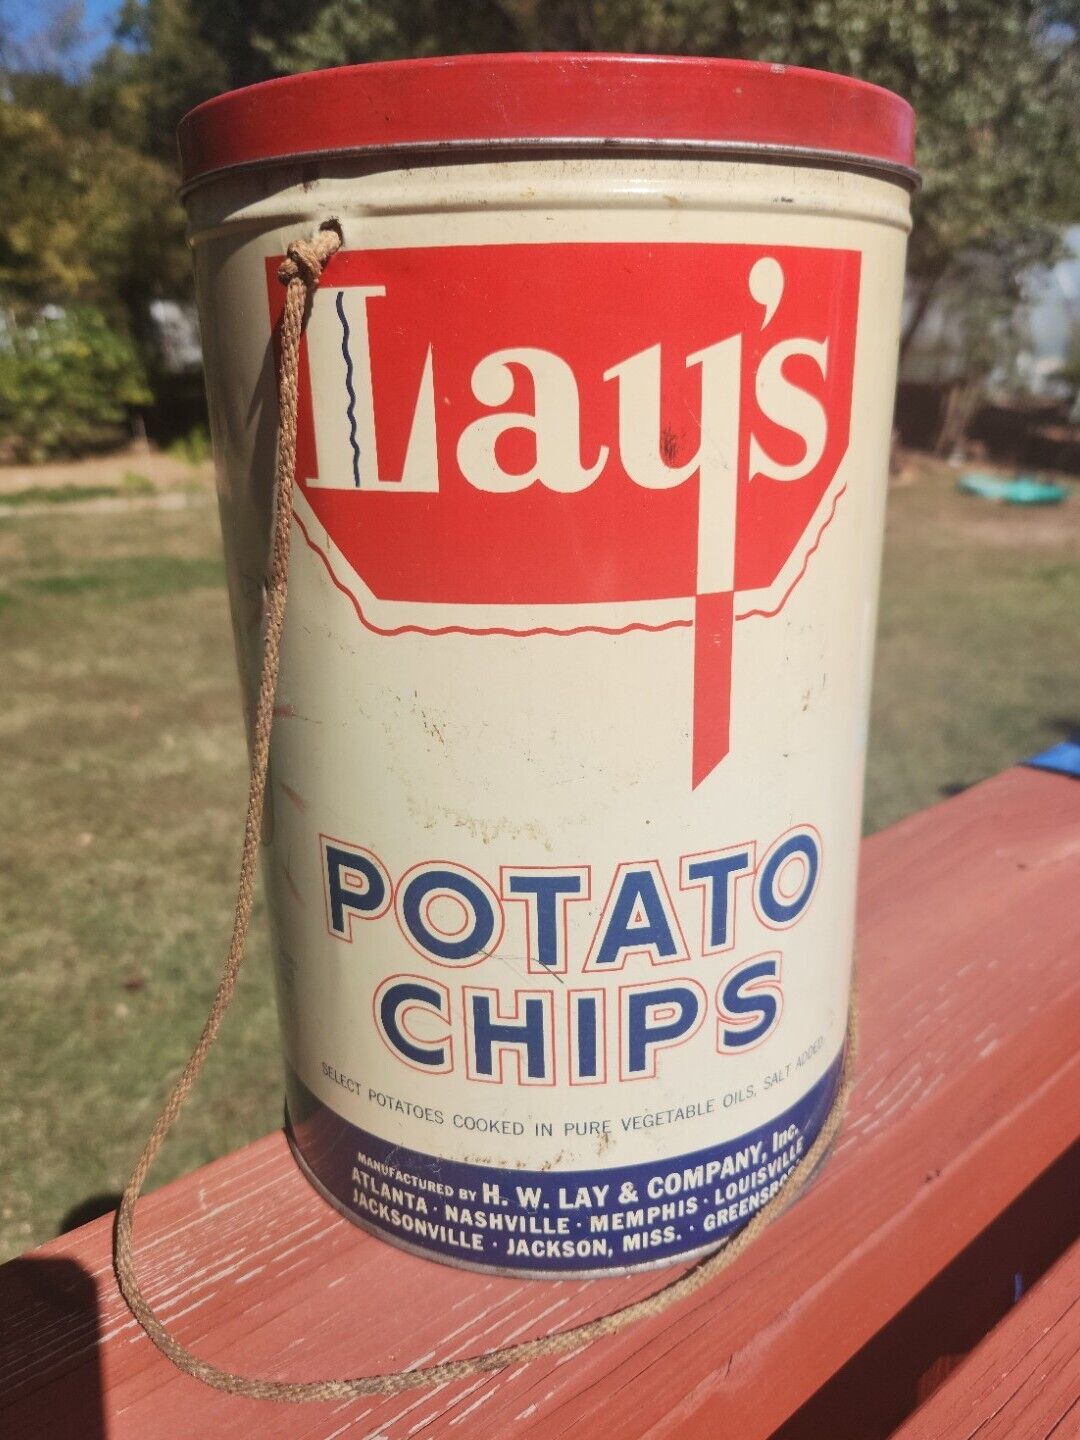 Lay's
POTATO
CHIPS
SELECT POTATOES COOKED IN PURE VEGETABLE OILS, SALT ADDED.
MANUFACTURED BY H. W. LAY & COMPANY, Inc.
ATLANTA · NASHVILLE · MEMPHIS · LOUISVILLE
JACKSONVILLE · JACKSON, MISS. ·